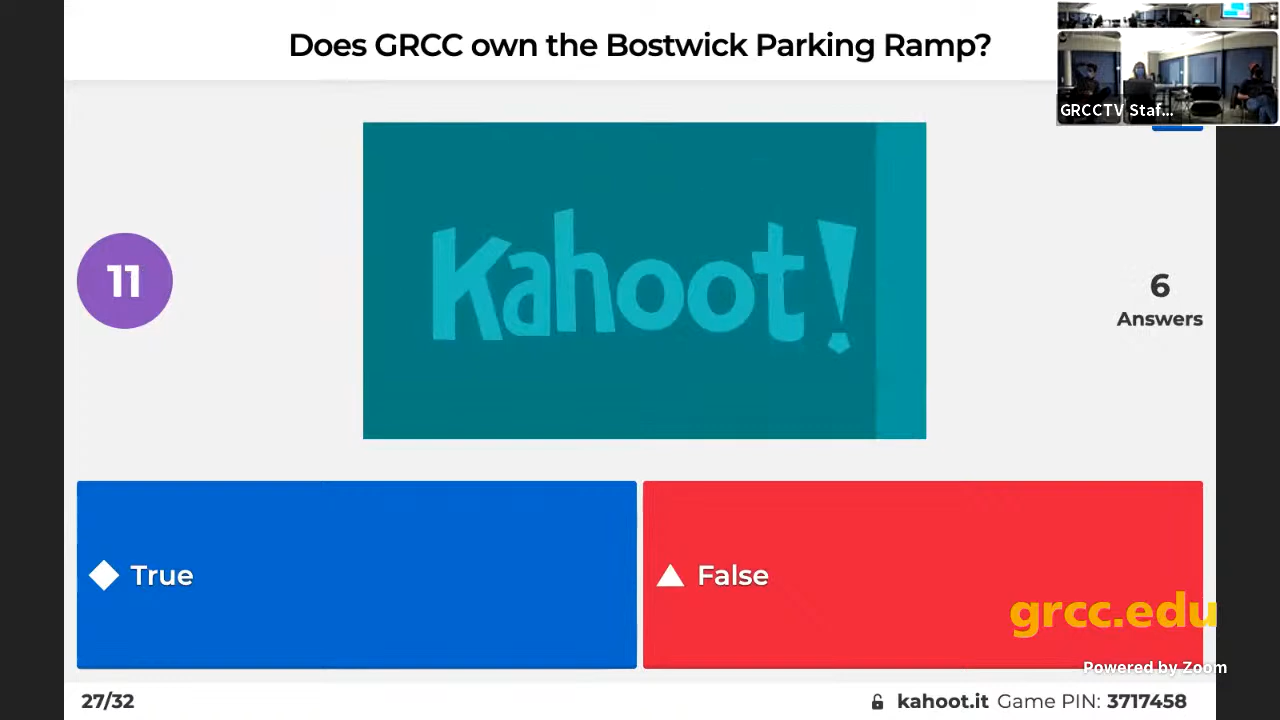 Does GRCC own the Bostwick Parking Ramp?
GRCCTV Staf...
11
Kahoot!
6
Answers
True
False
grcc.edu
Powered by Zoom
27/32
kahoot.it Game PIN: 3717458